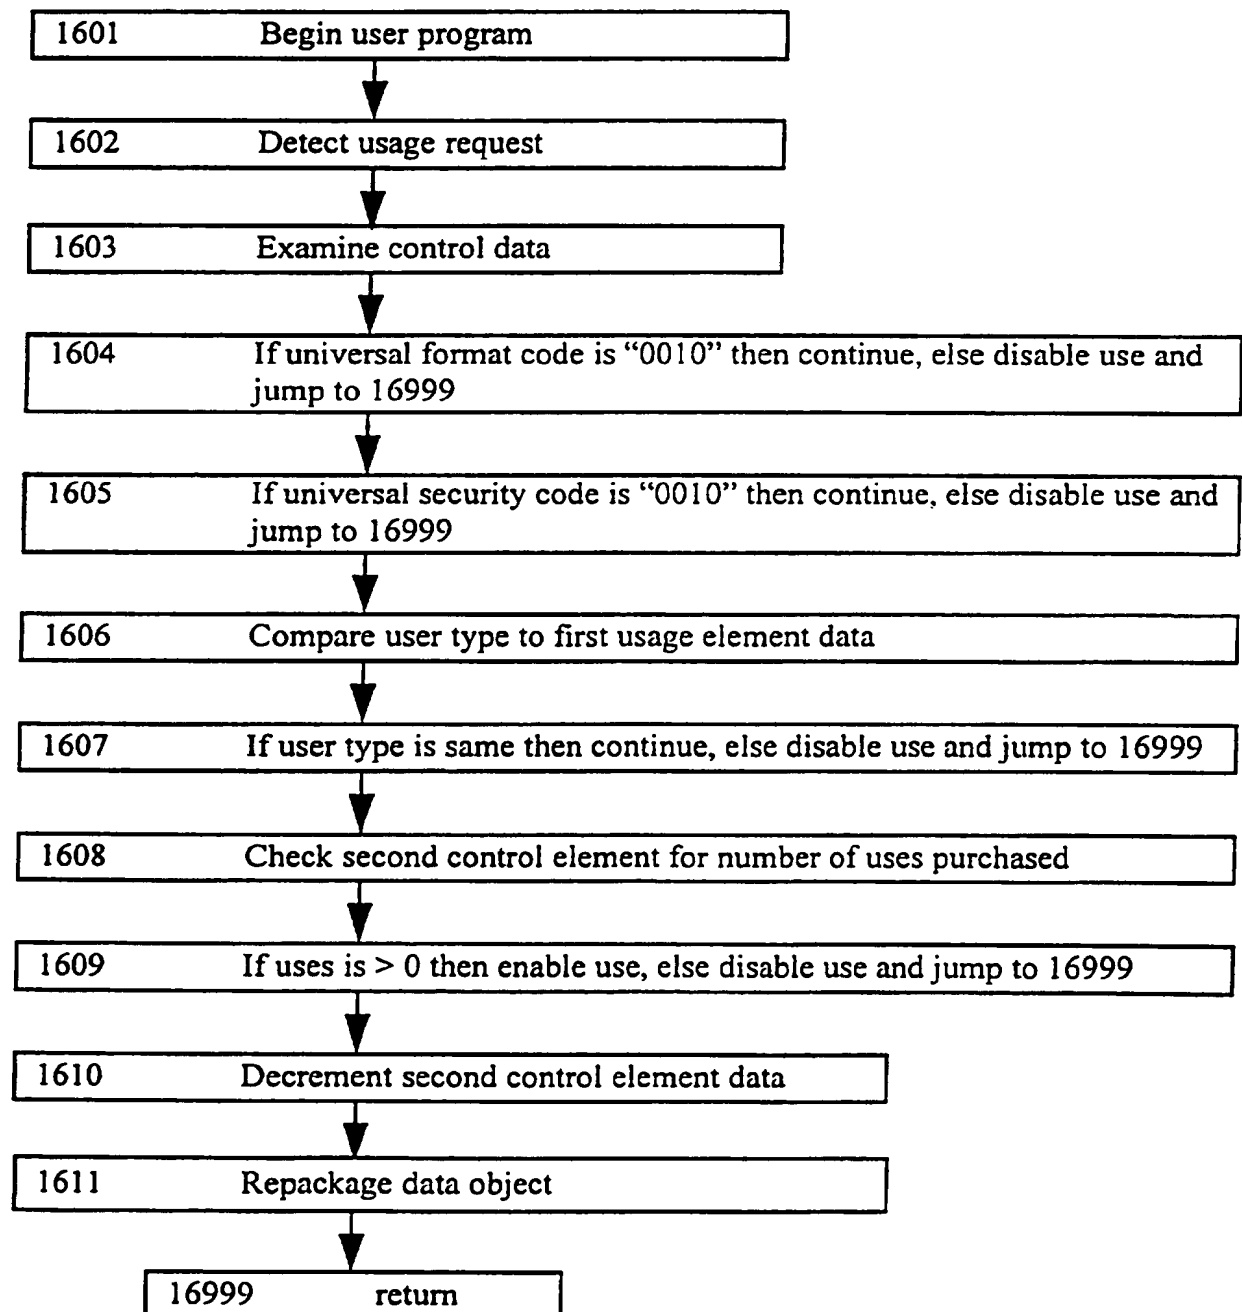 1601 Begin user program
1602 Detect usage request
1603 Examine control data
1604 If universal format code is “0010” then continue, else disable use and
jump to 16999
1605 If universal security code is “0010” then continue, else disable use and
jump to 16999
1606 Compare user type to first usage element data
1607 If user type is same then continue, else disable use and jump to 16999
1608 Check second control element for number of uses purchased
1609 If uses is > 0 then enable use, else disable use and jump to 16999
1610 Decrement second control element data
1611 Repackage data object
16999 return